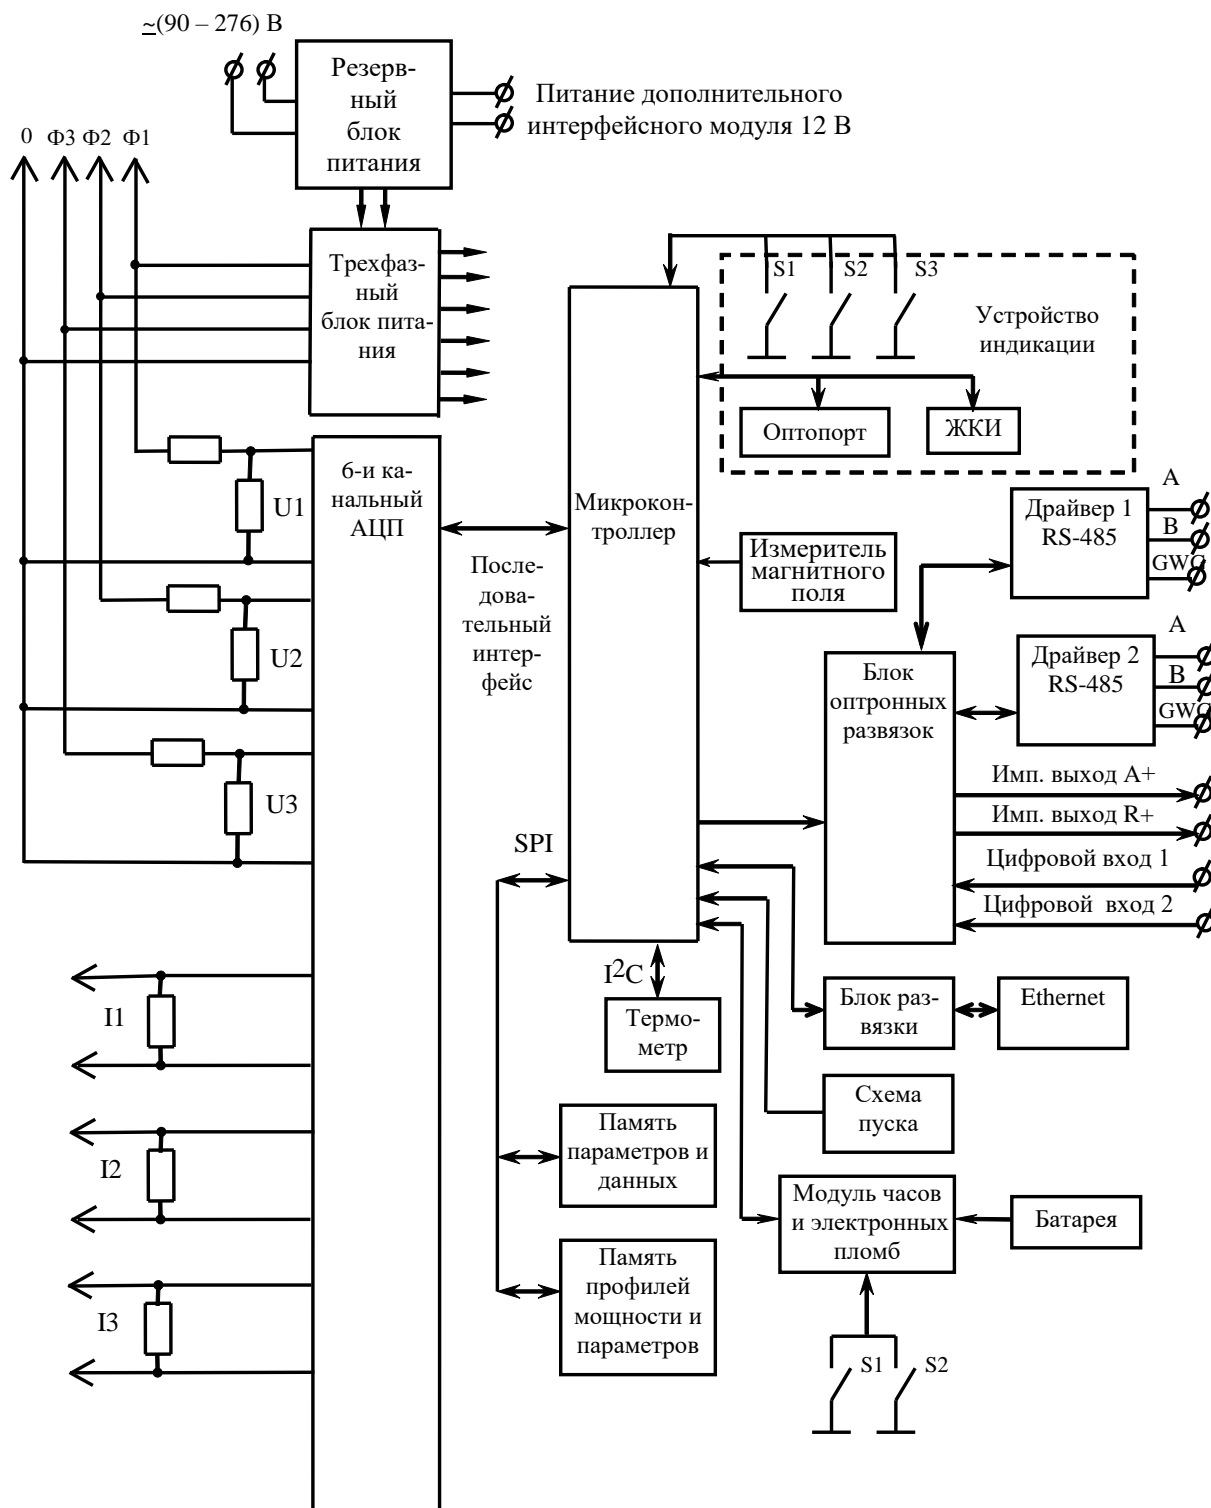 ~(90 – 276) В
Резерв-
ный
блок
питания
Питание дополнительного
интерфейсного модуля 12 В
0 Ф3 Ф2 Ф1
Трехфаз-
ный
блок пита-
ния
S1 S2 S3
Устройство
индикации
Оптопорт
ЖКИ
6-и ка-
нальный
АЦП
U1
U2
U3
После-
дова-
тельный
интер-
фейс
Микрокон-
троллер
Измеритель
магнитного
поля
Драйвер 1
RS-485
A
B
GWG
Блок
оптронных
развязок
Драйвер 2
RS-485
A
B
GWG
Имп. выход А+
Имп. выход R+
Цифровой вход 1
Цифровой вход 2
SPI
I2C
Термо-
метр
Блок раз-
вязки
Ethernet
Схема
пуска
I1
I2
I3
Память
параметров и
данных
Память
профилей
мощности и
параметров
Модуль часов
и электронных
пломб
Батарея
S1 S2